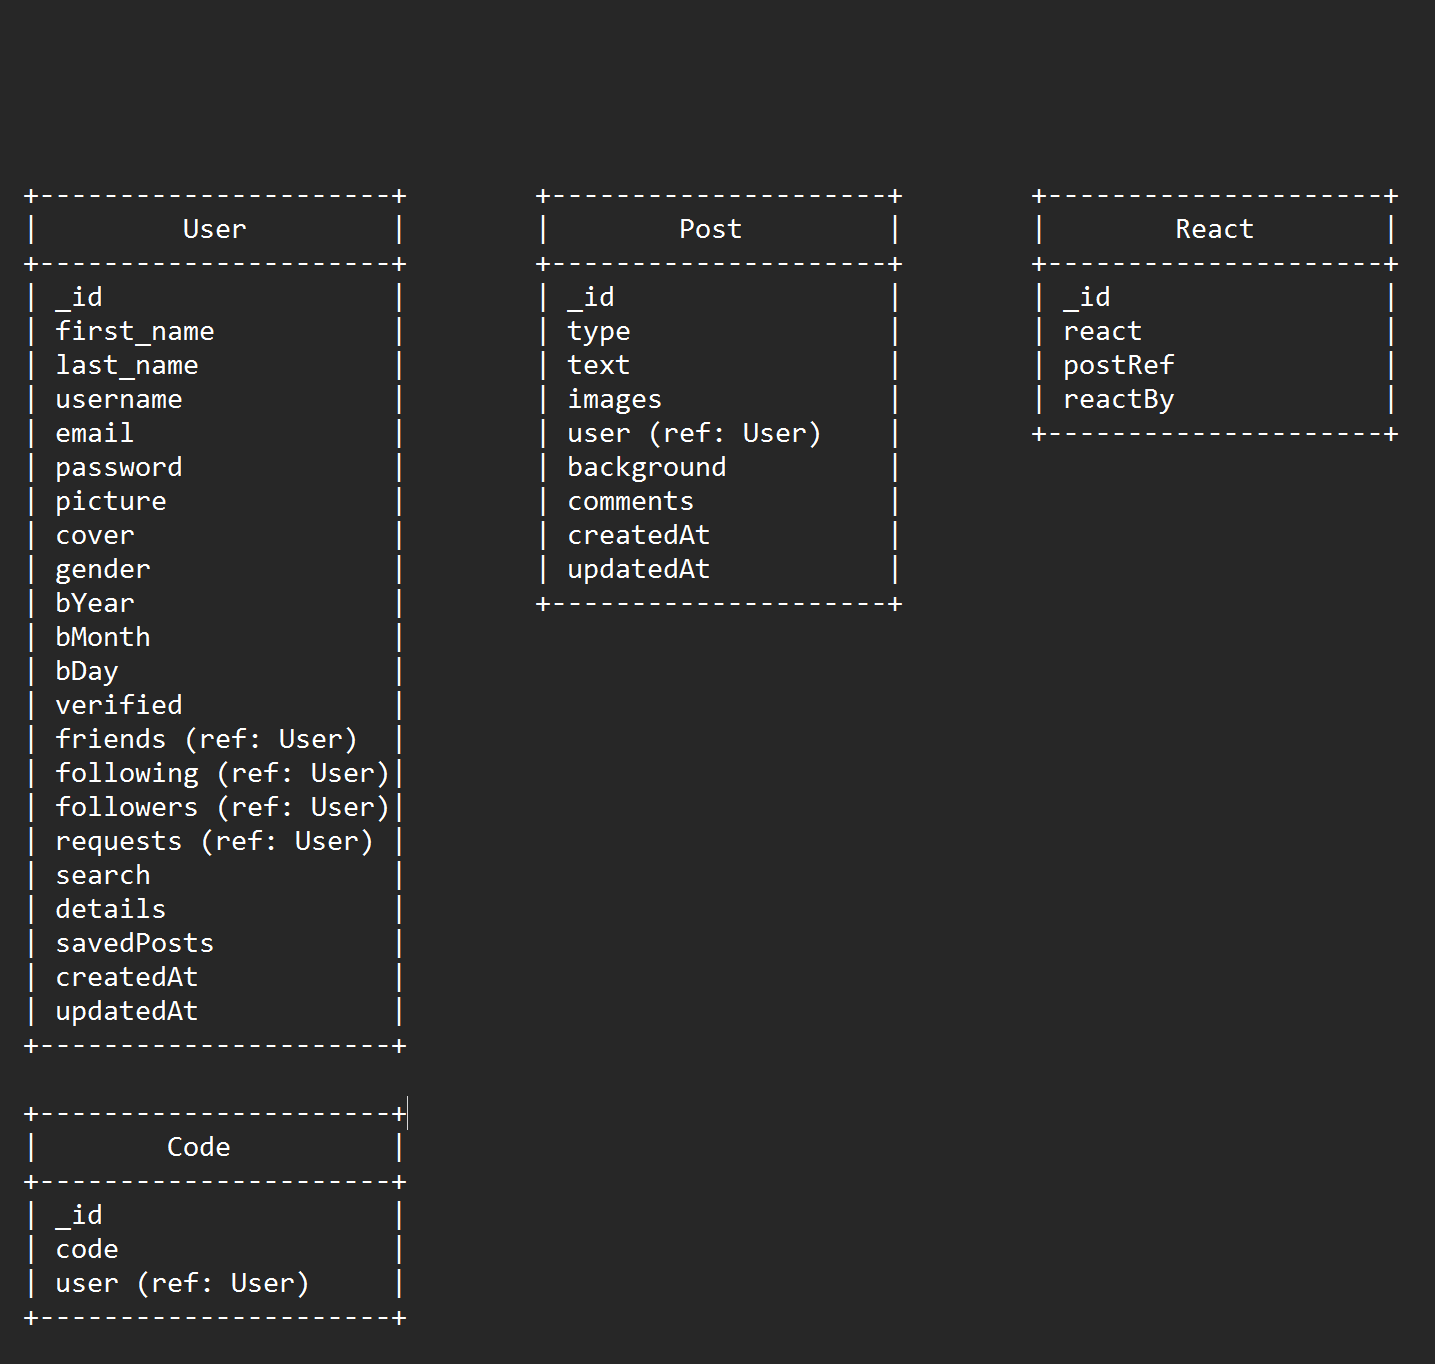 +----------------------+
|         User         |
+----------------------+
| _id                  |
| first_name           |
| last_name            |
| username             |
| email                |
| password             |
| picture              |
| cover                |
| gender               |
| bYear                |
| bMonth               |
| bDay                 |
| verified             |
| friends (ref: User)  |
| following (ref: User)|
| followers (ref: User)|
| requests (ref: User) |
| search               |
| details              |
| savedPosts           |
| createdAt            |
| updatedAt            |
+----------------------+
+---------------------+
|        Post         |
+---------------------+
| _id                 |
| type                |
| text                |
| images              |
| user (ref: User)    |
| background          |
| comments            |
| createdAt           |
| updatedAt           |
+---------------------+
+---------------------+
|        React        |
+---------------------+
| _id                 |
| react               |
| postRef             |
| reactBy             |
+---------------------+
+----------------------+
|        Code          |
+----------------------+
| _id                  |
| code                 |
| user (ref: User)     |
+----------------------+